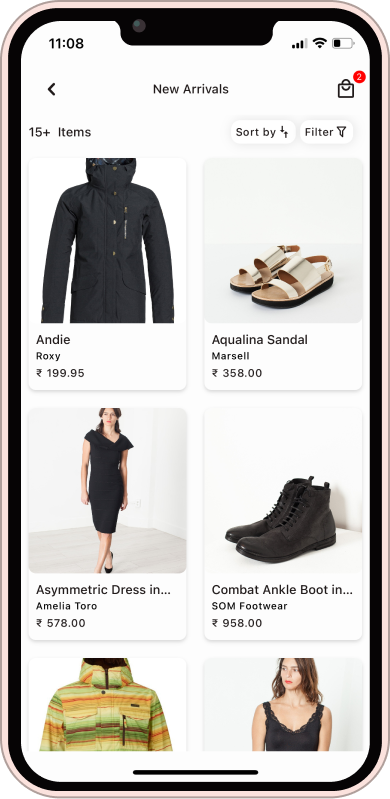 11:08
New Arrivals
2
15+ Items
Sort by
Filter
Andie
Roxy
₹ 199.95
Aqualina Sandal
Marsell
₹ 358.00
Asymmetric Dress in...
Amelia Toro
₹ 578.00
Combat Ankle Boot in...
SOM Footwear
₹ 958.00